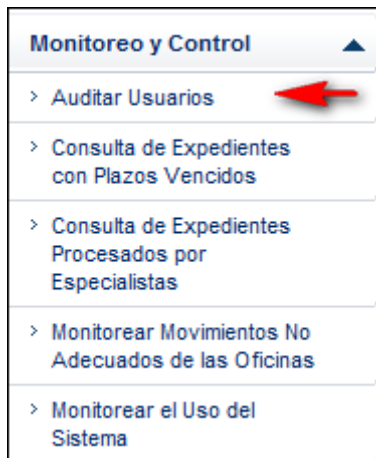 Monitoreo y Control
> Auditar Usuarios
> Consulta de Expedientes
con Plazos Vencidos
> Consulta de Expedientes
Procesados por
Especialistas
> Monitorear Movimientos No
Adecuados de las Oficinas
> Monitorear el Uso del
Sistema